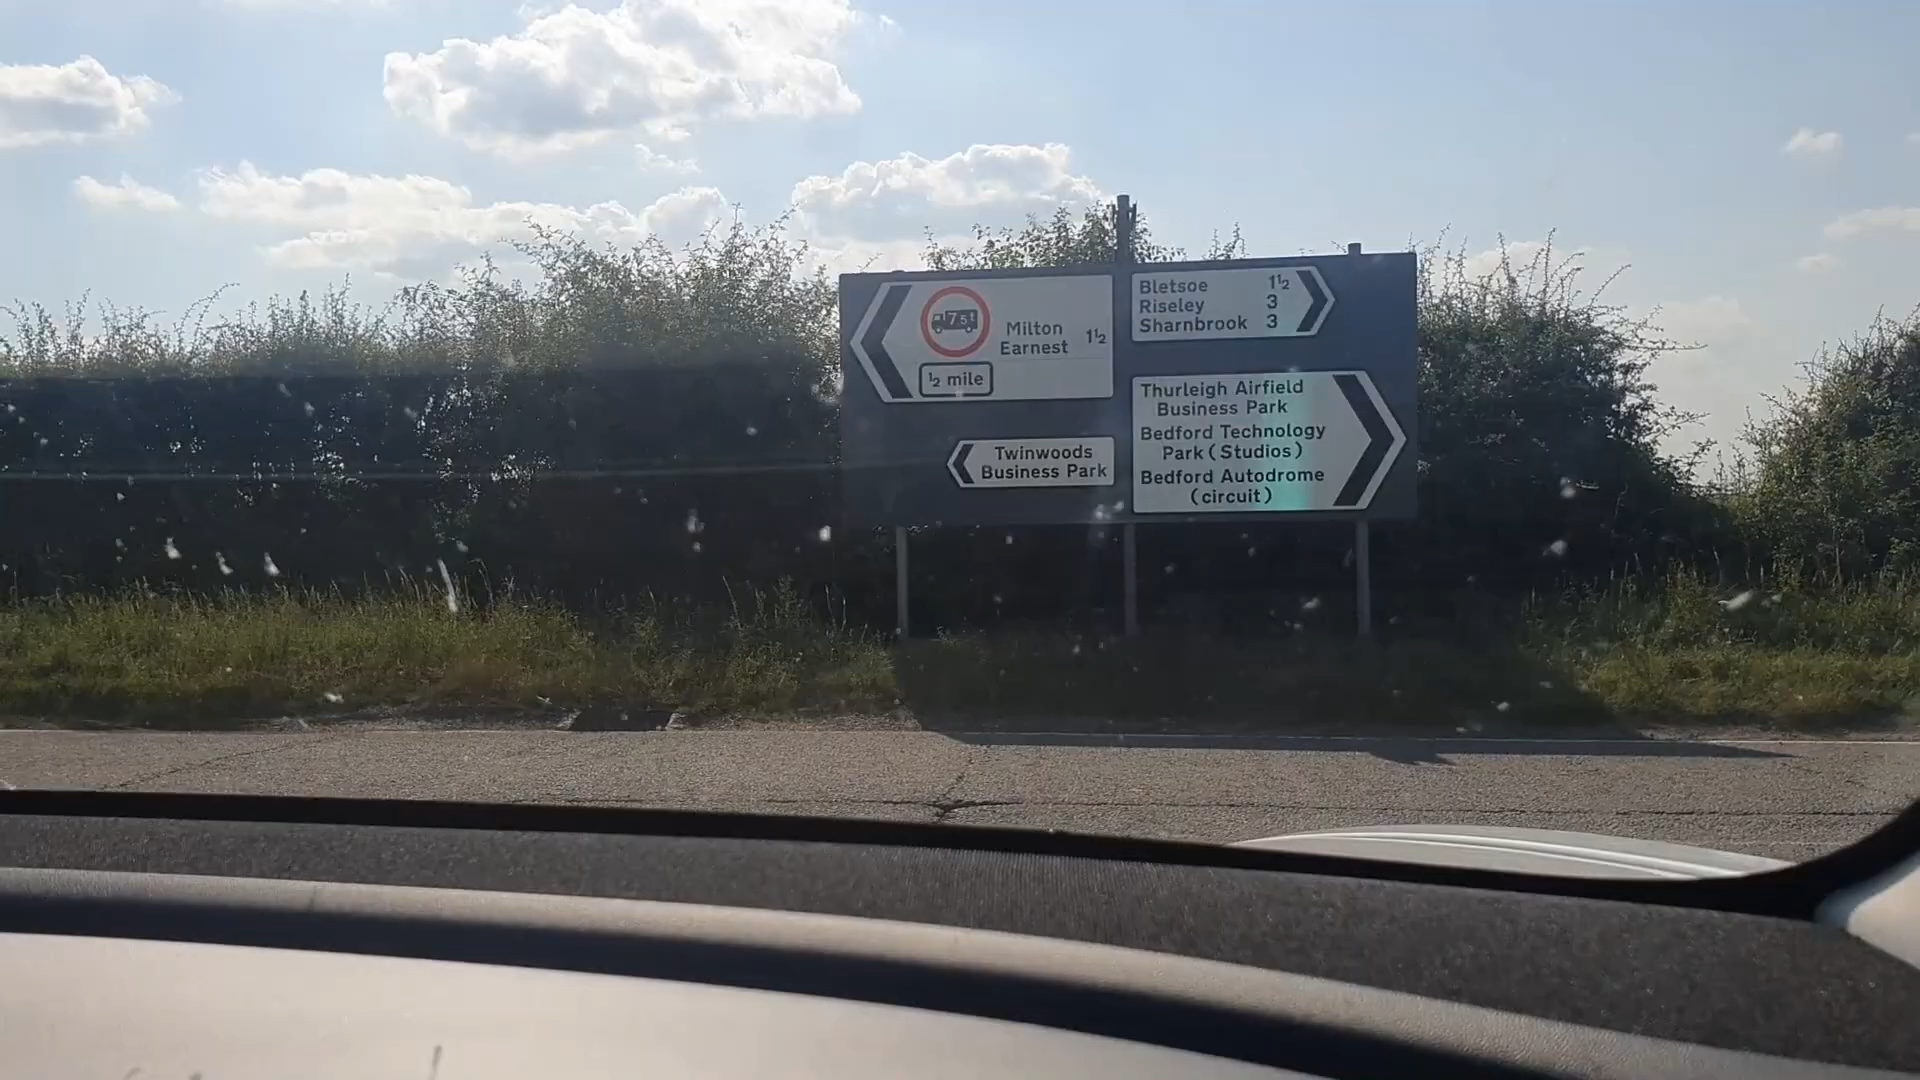 7.5t
Milton
Earnest 1½
½ mile
Twinwoods
Business Park
Bletsoe 1½
Riseley 3
Sharnbrook 3
Thurleigh Airfield
Business Park
Bedford Technology
Park (Studios)
Bedford Autodrome
(circuit)